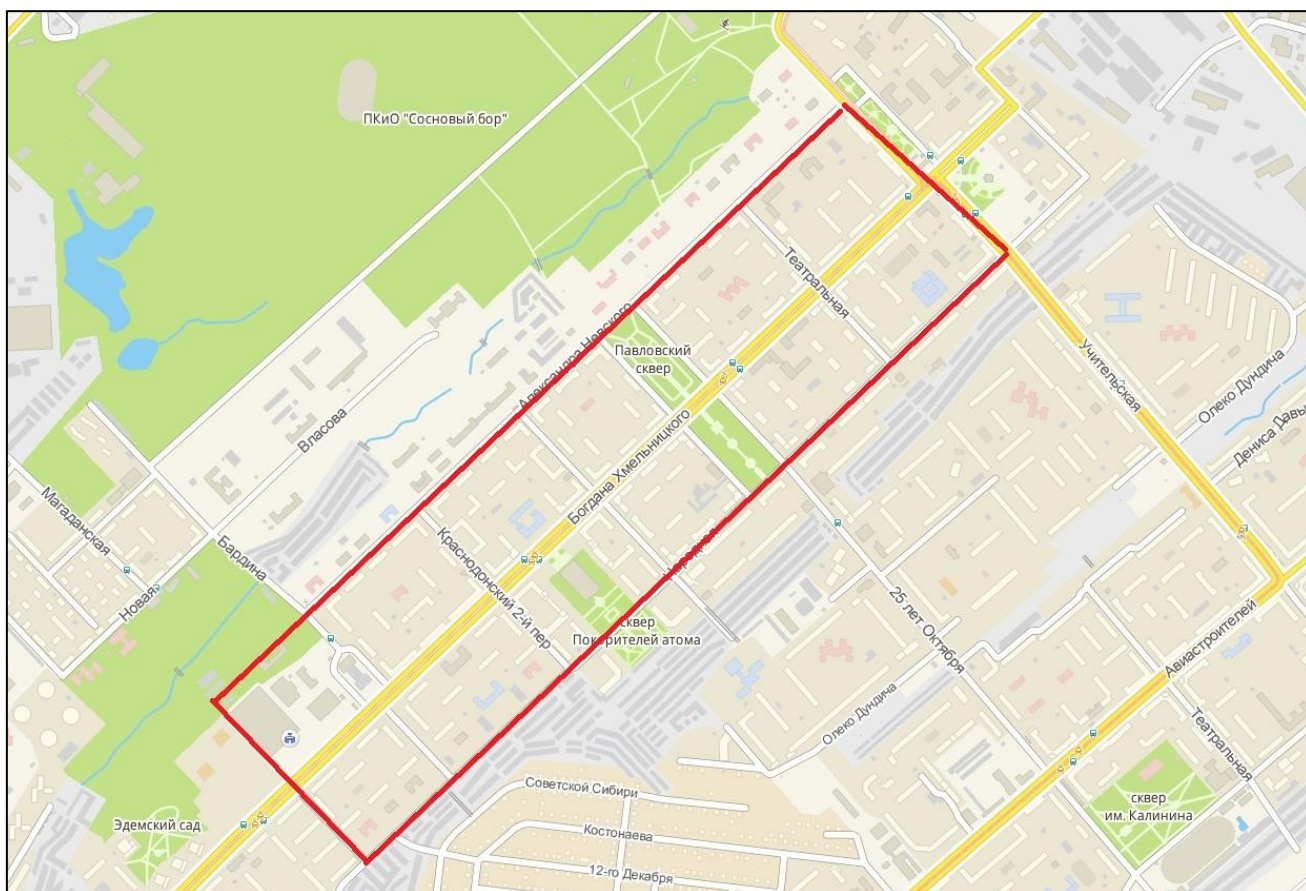 ПКиО "Сосновый бор"
Театральная
Александра Невского
Павловский
сквер
Учительская
Олеко Дундича
Власова
Богдана Хмельницкого
Дениса Давы
Магаданская
Бардина
Краснодонский 2-й пер
Народная
Новая
25 лет Октября
сквер
Покорителей атома
Авиастроителей
Олеко Дундича
Театральная
Советской Сибири
сквер
им. Калинина
Эдемский сад
Костонаева
12-го Декабря